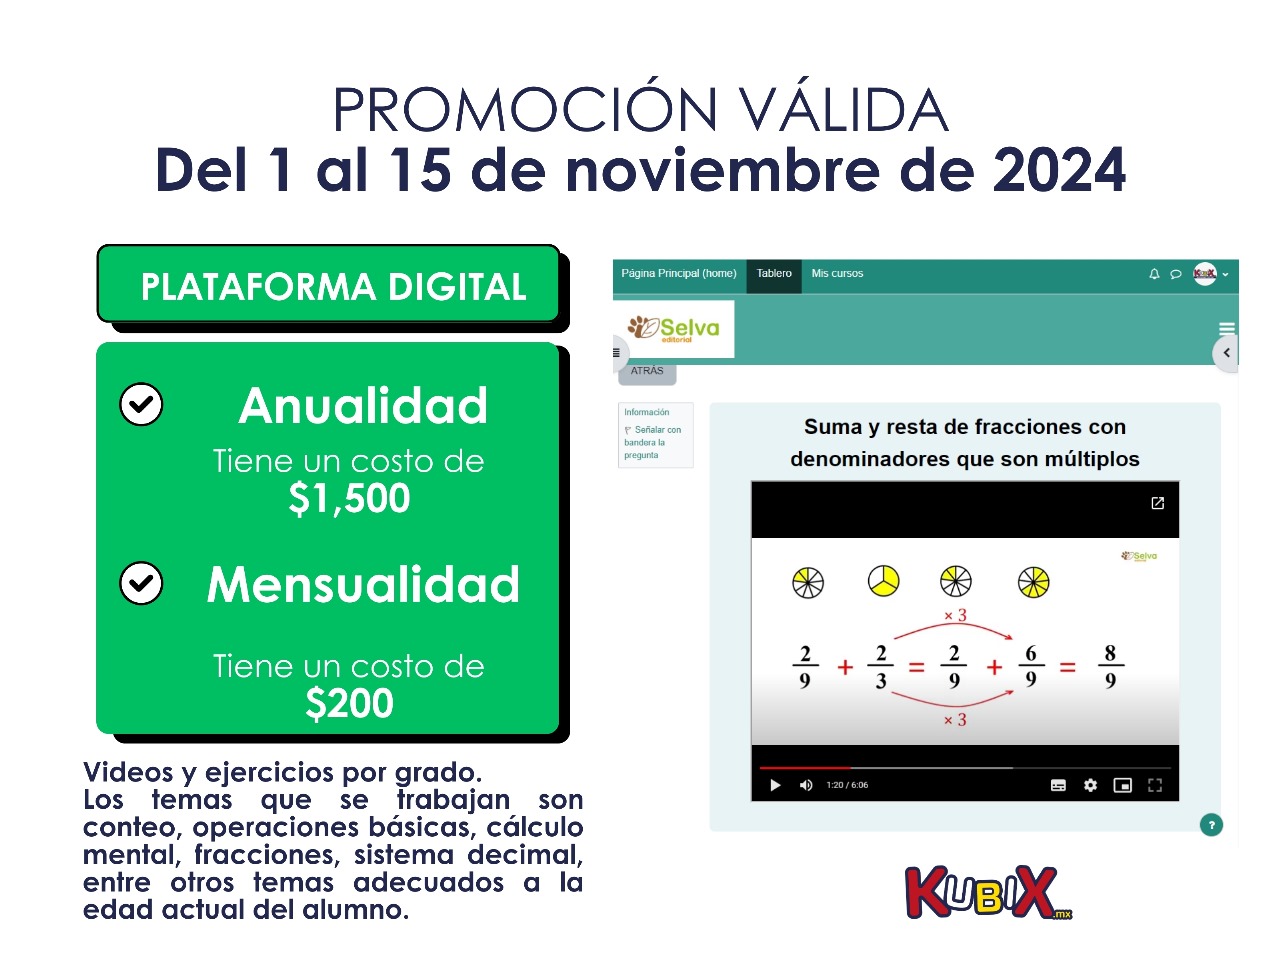 PROMOCIÓN VÁLIDA
Del 1 al 15 de noviembre de 2024
PLATAFORMA DIGITAL
Anualidad
Tiene un costo de
$1,500
Mensualidad
Tiene un costo de
$200
Videos y ejercicios por grado.
Los temas que se trabajan son
conteo, operaciones básicas, cálculo
mental, fracciones, sistema decimal,
entre otros temas adecuados a la
edad actual del alumno.
Página Principal (home) Tablero Mis cursos
KUBIX
Selva
editorial
ATRÁS
Información
Señalar con
bandera la
pregunta
Suma y resta de fracciones con
denominadores que son múltiplos
Selva
× 3
2/9 + 2/3 = 2/9 + 6/9 = 8/9
× 3
1:20 / 6:06
?
KUBIX.mx